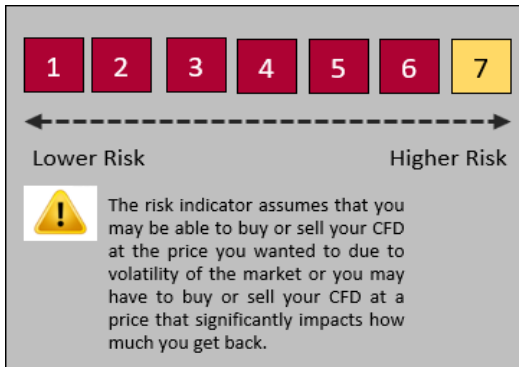 1 2 3 4 5 6 7
Lower Risk Higher Risk
!
The risk indicator assumes that you
may be able to buy or sell your CFD
at the price you wanted to due to
volatility of the market or you may
have to buy or sell your CFD at a
price that significantly impacts how
much you get back.